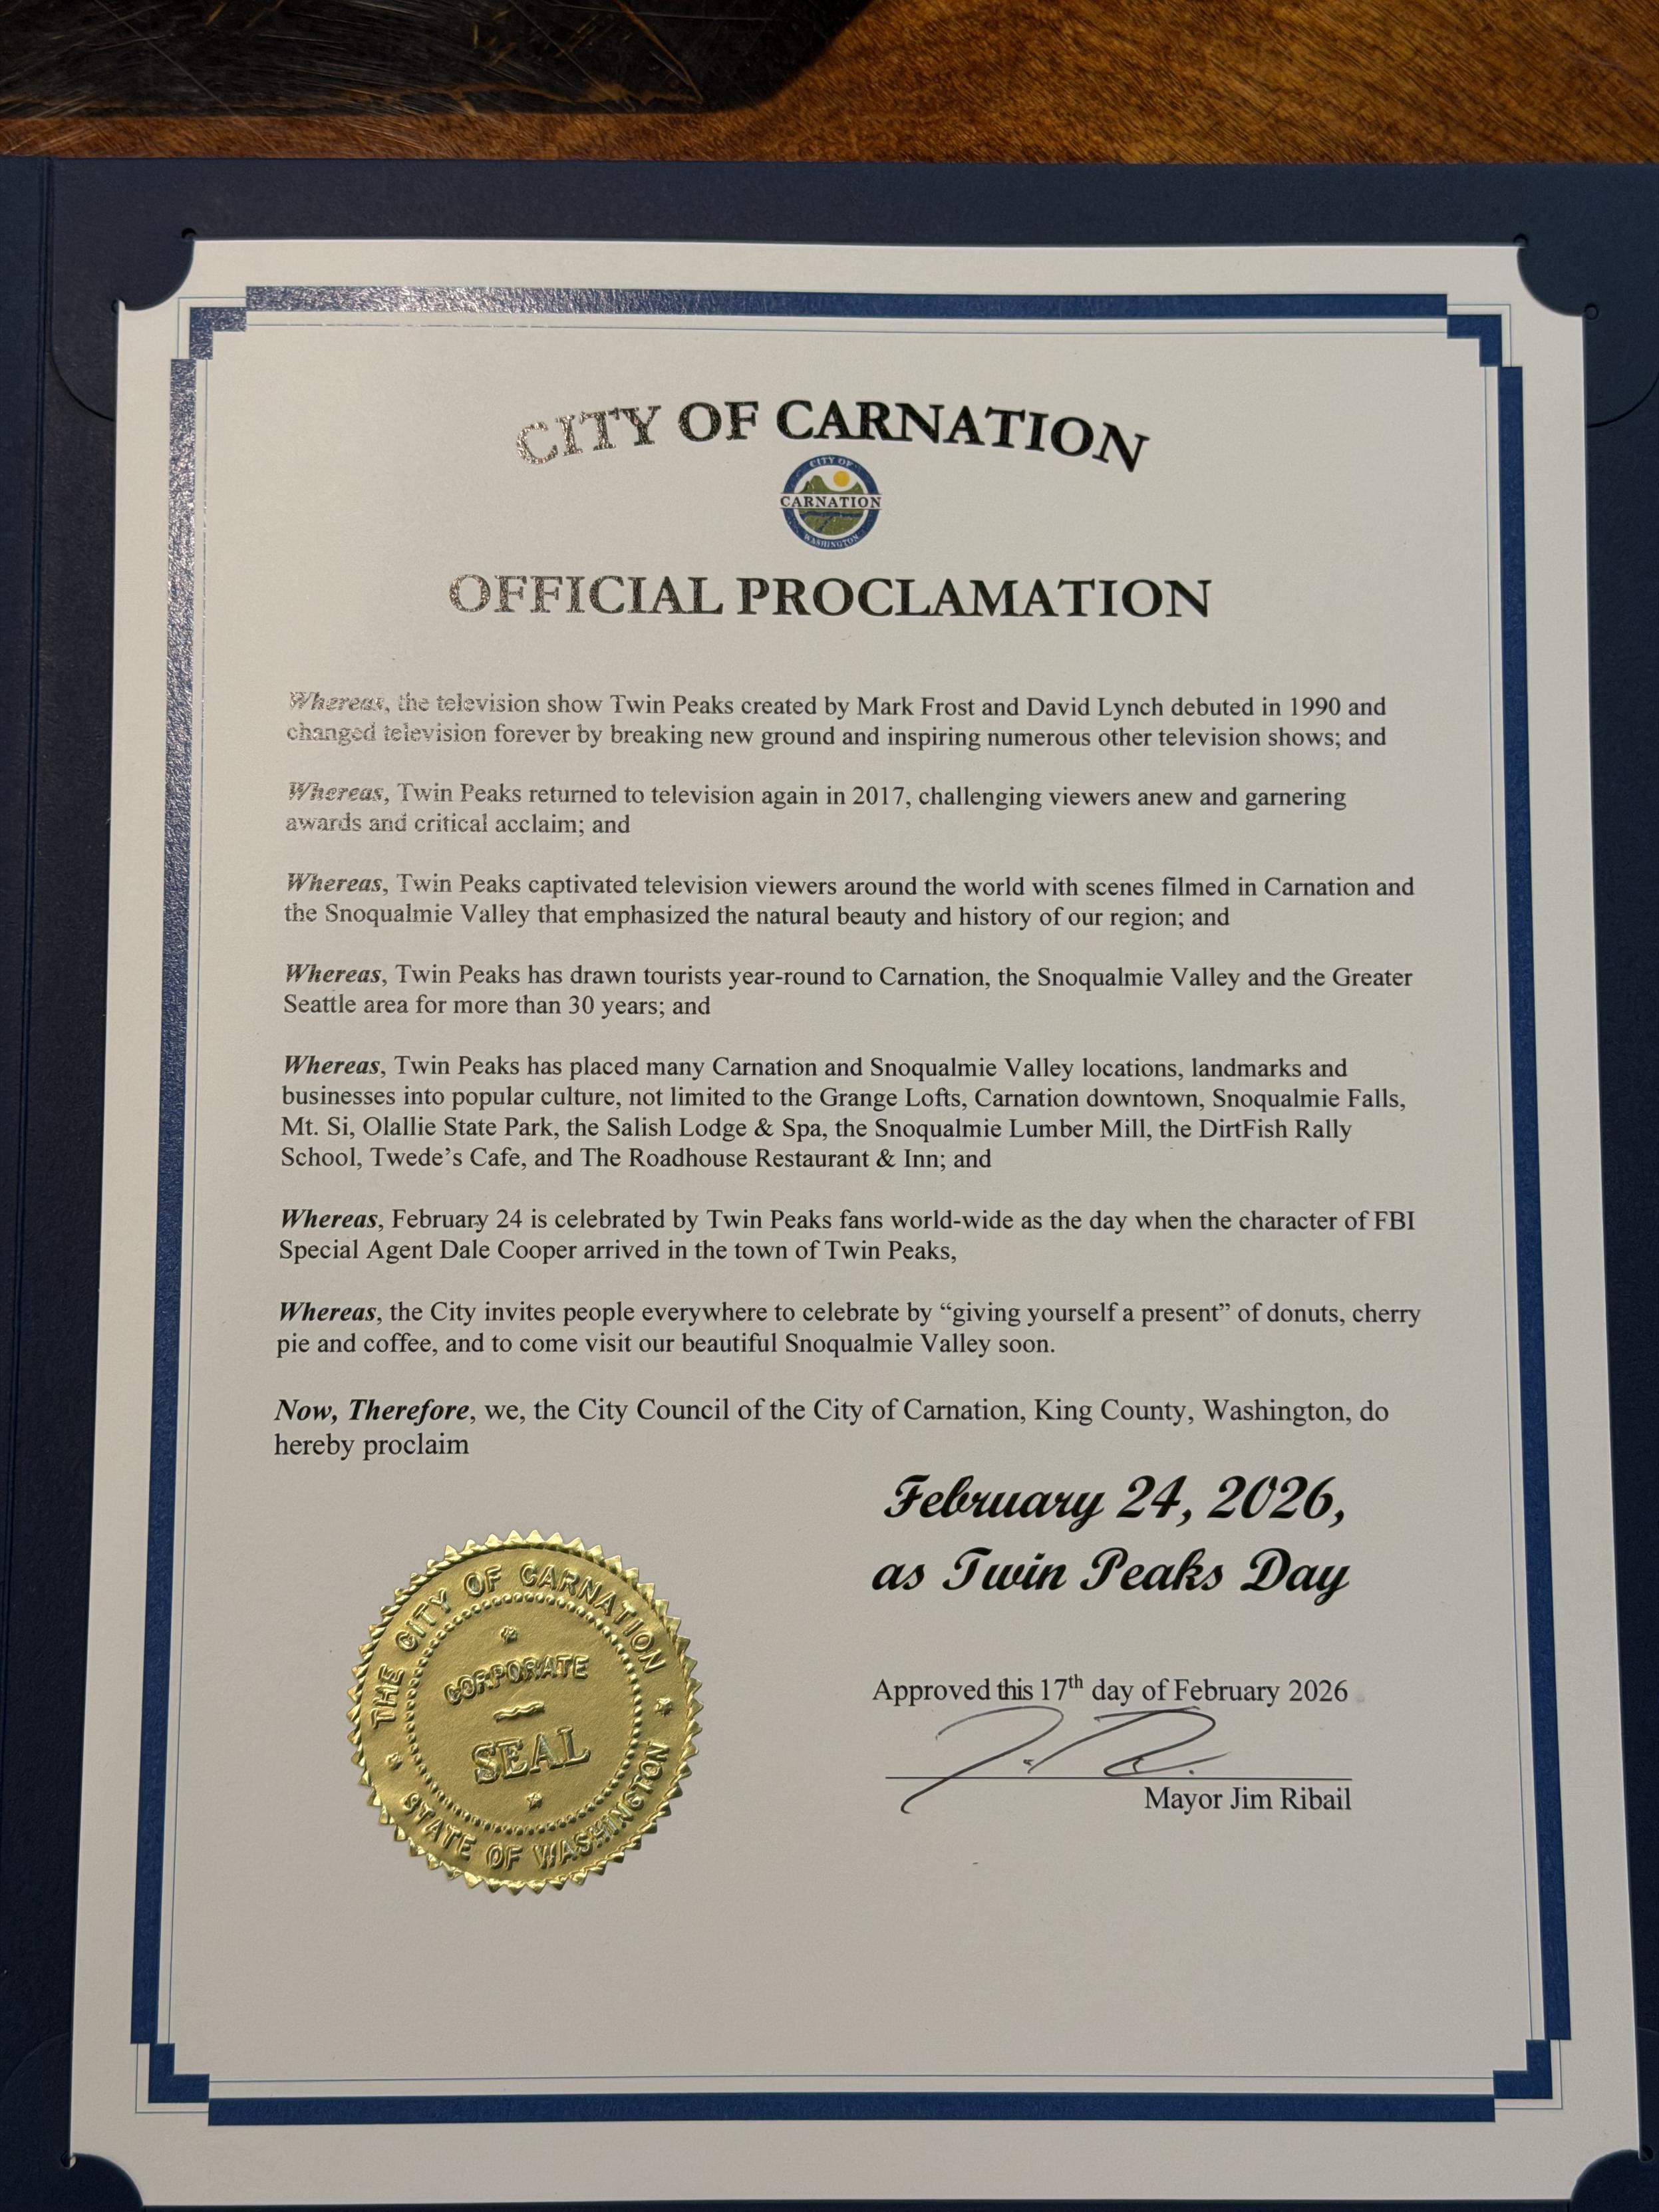 CITY OF CARNATION
CITY OF
CARNATION
WASHINGTON
OFFICIAL PROCLAMATION
Whereas, the television show Twin Peaks created by Mark Frost and David Lynch debuted in 1990 and
changed television forever by breaking new ground and inspiring numerous other television shows; and
Whereas, Twin Peaks returned to television again in 2017, challenging viewers anew and garnering
awards and critical acclaim; and
Whereas, Twin Peaks captivated television viewers around the world with scenes filmed in Carnation and
the Snoqualmie Valley that emphasized the natural beauty and history of our region; and
Whereas, Twin Peaks has drawn tourists year-round to Carnation, the Snoqualmie Valley and the Greater
Seattle area for more than 30 years; and
Whereas, Twin Peaks has placed many Carnation and Snoqualmie Valley locations, landmarks and
businesses into popular culture, not limited to the Grange Lofts, Carnation downtown, Snoqualmie Falls,
Mt. Si, Olallie State Park, the Salish Lodge & Spa, the Snoqualmie Lumber Mill, the DirtFish Rally
School, Twede’s Cafe, and The Roadhouse Restaurant & Inn; and
Whereas, February 24 is celebrated by Twin Peaks fans world-wide as the day when the character of FBI
Special Agent Dale Cooper arrived in the town of Twin Peaks,
Whereas, the City invites people everywhere to celebrate by “giving yourself a present” of donuts, cherry
pie and coffee, and to come visit our beautiful Snoqualmie Valley soon.
Now, Therefore, we, the City Council of the City of Carnation, King County, Washington, do
hereby proclaim
February 24, 2026,
as Twin Peaks Day
THE CITY OF CARNATION
CORPORATE
SEAL
STATE OF WASHINGTON
Approved this 17th day of February 2026
Mayor Jim Ribail